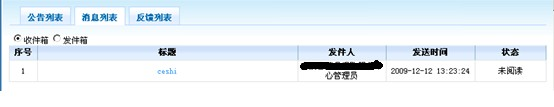 公告列表 消息列表 反馈列表
收件箱 发件箱
序号 标题 发件人 发送时间 状态
1 ceshi 心管理员 2009-12-12 13:23:24 未阅读